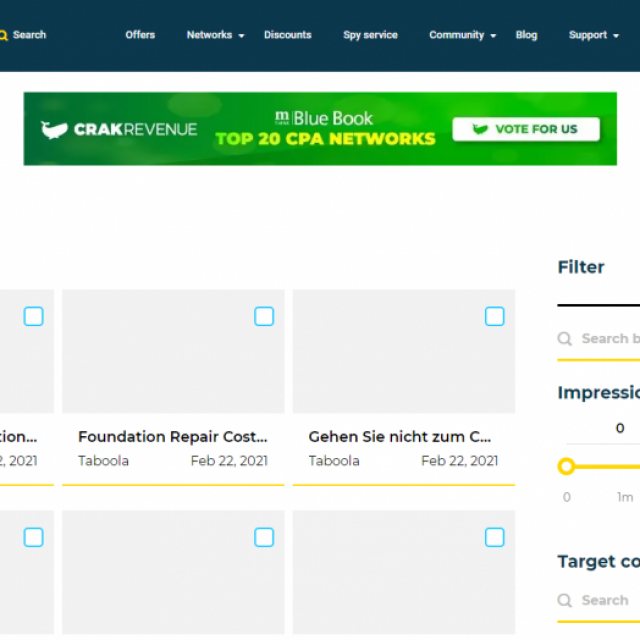 Search Offers Networks Discounts Spy service Community Blog Support
CRAKREVENUE
mThink Blue Book
TOP 20 CPA NETWORKS
VOTE FOR US
Filter
Search b
Impressio
0
0 1m
tion... Foundation Repair Cost... Gehen Sie nicht zum C...
2, 2021 Taboola Feb 22, 2021 Taboola Feb 22, 2021
Target co
Search